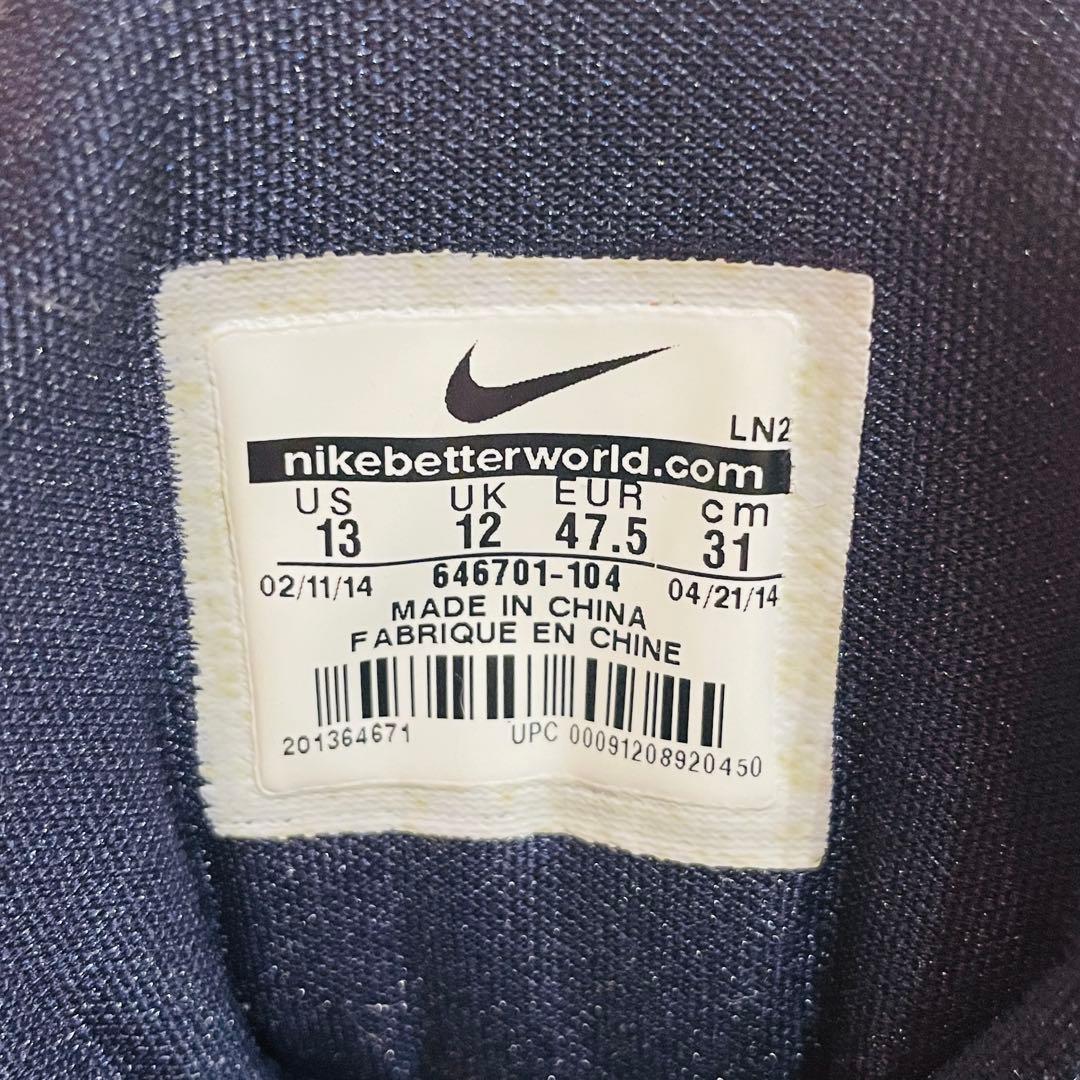 LN2
nikebetterworld.com
US UK EUR cm
13 12 47.5 31
02/11/14 646701-104 04/21/14
MADE IN CHINA
FABRIQUE EN CHINE
201364671 UPC 00091208920450